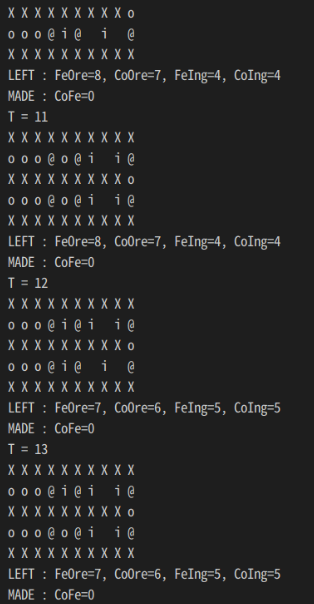 X X X X X X X X X o
o o o @ i @   i   @
X X X X X X X X X X
LEFT : FeOre=8, CoOre=7, FeIng=4, CoIng=4
MADE : CoFe=0
T = 11
X X X X X X X X X X
o o o @ o @ i   i @
X X X X X X X X X o
o o o @ o @ i   i @
X X X X X X X X X X
LEFT : FeOre=8, CoOre=7, FeIng=4, CoIng=4
MADE : CoFe=0
T = 12
X X X X X X X X X X
o o o @ i @ i   i @
X X X X X X X X X o
o o o @ i @   i   @
X X X X X X X X X X
LEFT : FeOre=7, CoOre=6, FeIng=5, CoIng=5
MADE : CoFe=0
T = 13
X X X X X X X X X X
o o o @ i @ i   i @
X X X X X X X X X o
o o o @ o @ i   i @
X X X X X X X X X X
LEFT : FeOre=7, CoOre=6, FeIng=5, CoIng=5
MADE : CoFe=0